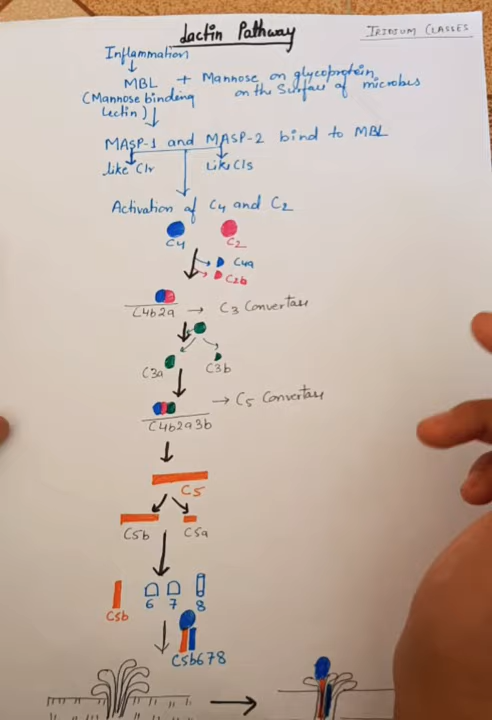 Lactin Pathway
IRIDIUM CLASSES
Inflammation
MBL + Mannose on glycoprotein
(Mannose binding on the Surface of microbes
Lectin)
MASP-1 and MASP-2 bind to MBL
like C1r like C1s
Activation of C4 and C2
C4 C2
C4a
C2b
C4b2a → C3 Convertase
C3a C3b
→ C5 Convertase
C4b2a3b
C5
C5b C5a
C5b 6 7 8
C5b678